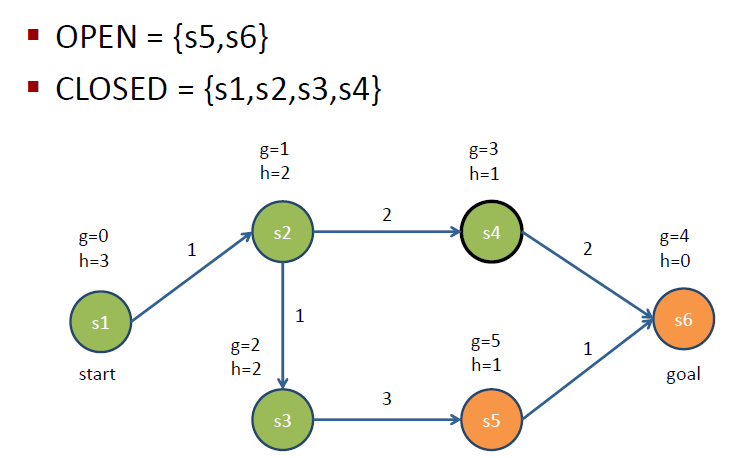 OPEN = {s5,s6}
CLOSED = {s1,s2,s3,s4}
g=1
h=2
g=3
h=1
s2
2
s4
g=0
h=3
1
2
g=4
h=0
s1
start
1
s6
goal
g=2
h=2
g=5
h=1
1
s3
3
s5